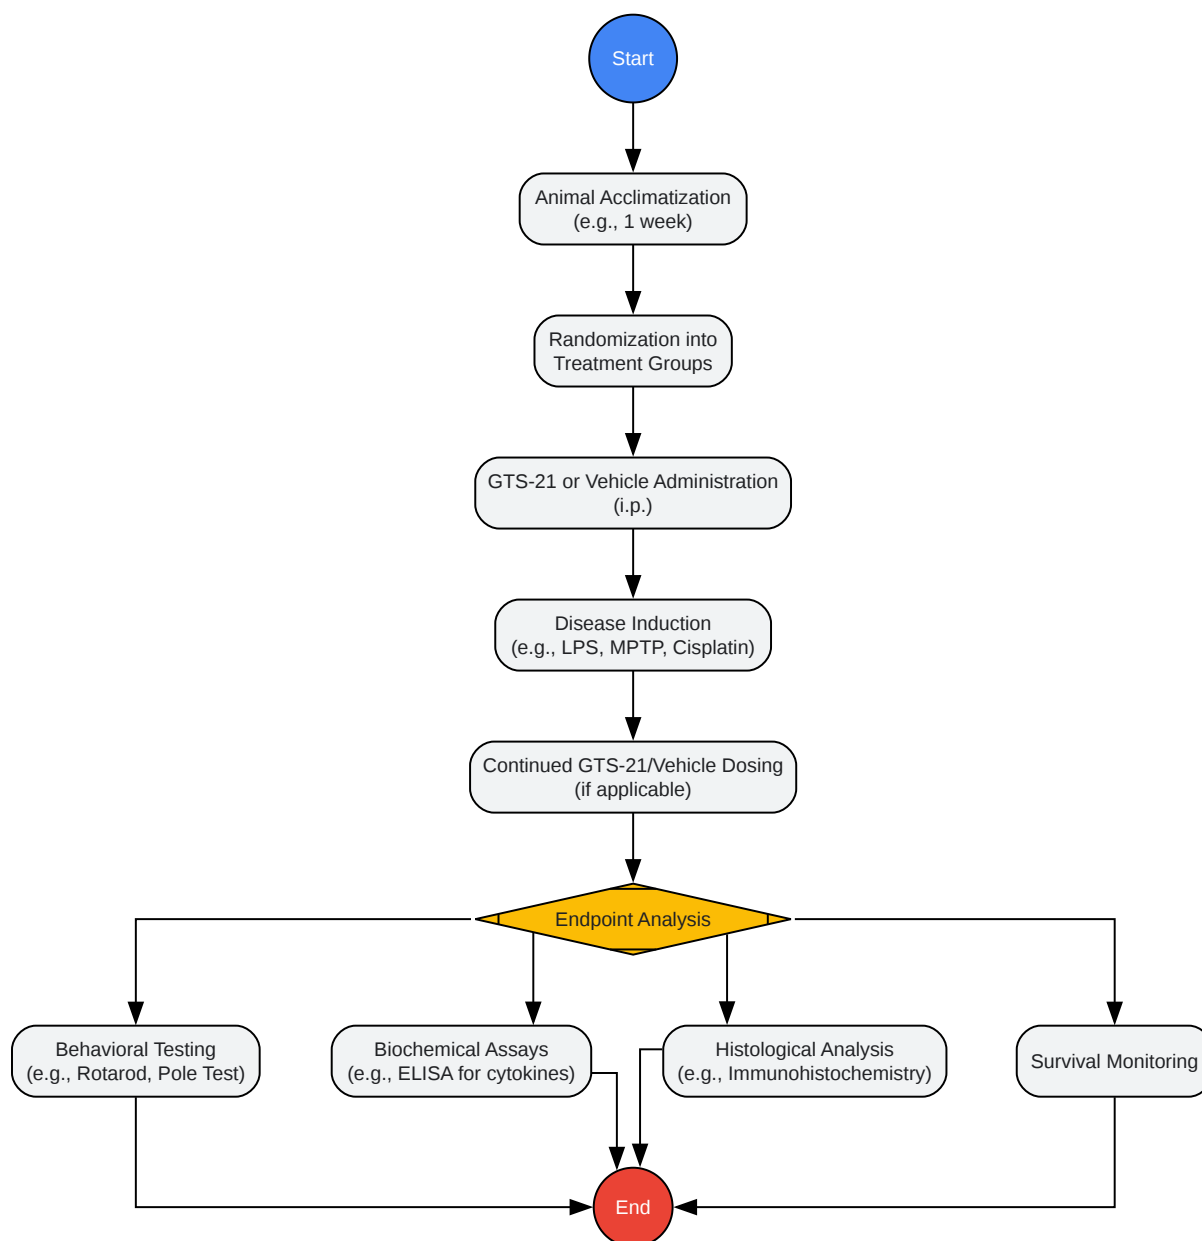 Start
Animal Acclimatization
(e.g., 1 week)
Randomization into
Treatment Groups
GTS-21 or Vehicle Administration
(i.p.)
Disease Induction
(e.g., LPS, MPTP, Cisplatin)
Continued GTS-21/Vehicle Dosing
(if applicable)
Endpoint Analysis
Behavioral Testing
(e.g., Rotarod, Pole Test)
Biochemical Assays
(e.g., ELISA for cytokines)
Histological Analysis
(e.g., Immunohistochemistry)
Survival Monitoring
End